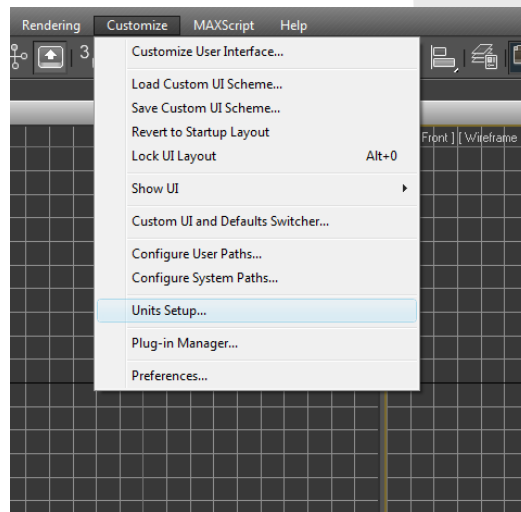 Rendering Customize MAXScript Help
3
Customize User Interface...
Load Custom UI Scheme...
Save Custom UI Scheme...
Revert to Startup Layout
Lock UI Layout Alt+0
Show UI
Custom UI and Defaults Switcher...
Configure User Paths...
Configure System Paths...
Units Setup...
Plug-in Manager...
Preferences...
Front ] [ Wireframe